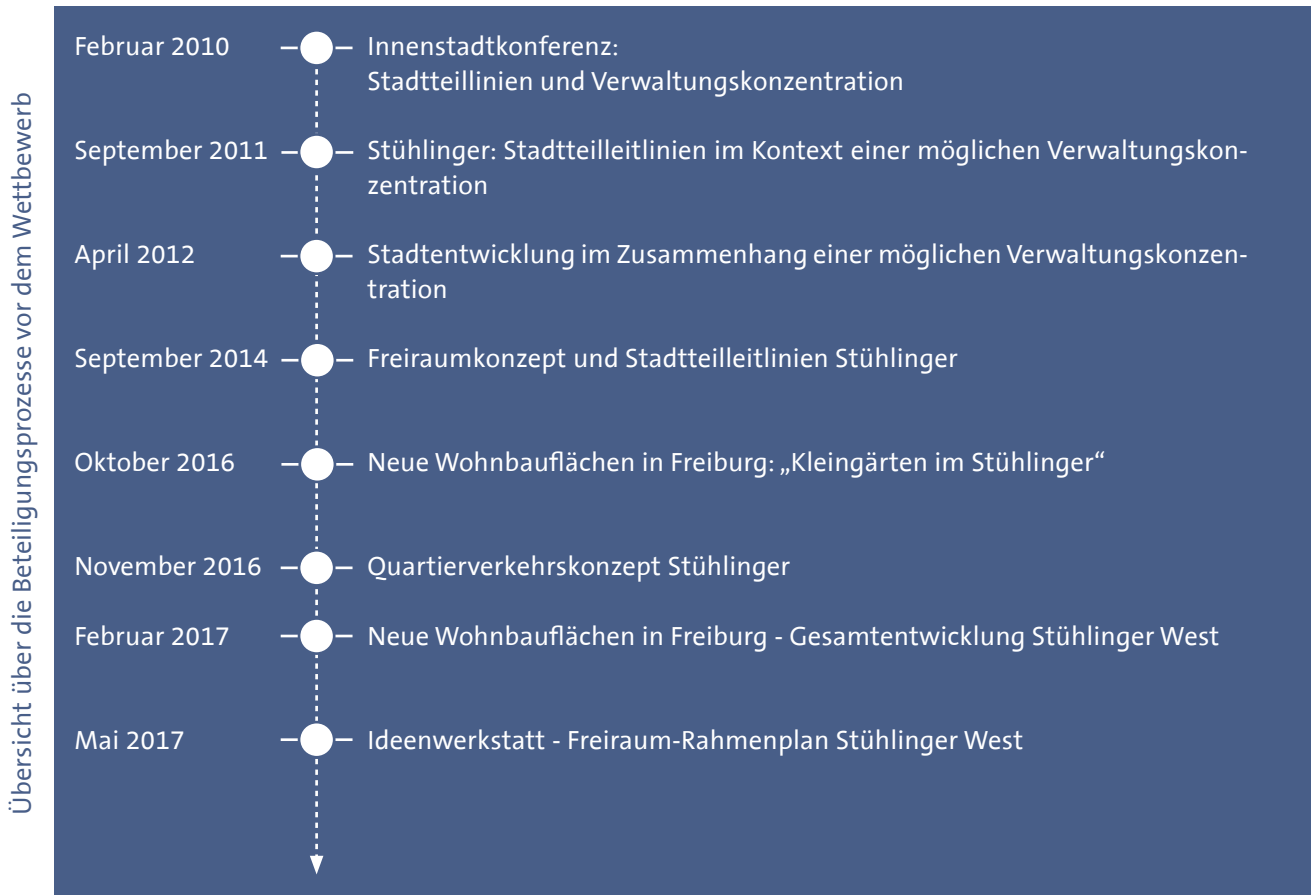 Übersicht über die Beteiligungsprozesse vor dem Wettbewerb
Februar 2010 Innenstadtkonferenz:
Stadtteillinien und Verwaltungskonzentration
September 2011 Stühlinger: Stadtteilleitlinien im Kontext einer möglichen Verwaltungskon-
zentration
April 2012 Stadtentwicklung im Zusammenhang einer möglichen Verwaltungskonzen-
tration
September 2014 Freiraumkonzept und Stadtteilleitlinien Stühlinger
Oktober 2016 Neue Wohnbauflächen in Freiburg: „Kleingärten im Stühlinger“
November 2016 Quartierverkehrskonzept Stühlinger
Februar 2017 Neue Wohnbauflächen in Freiburg - Gesamtentwicklung Stühlinger West
Mai 2017 Ideenwerkstatt - Freiraum-Rahmenplan Stühlinger West